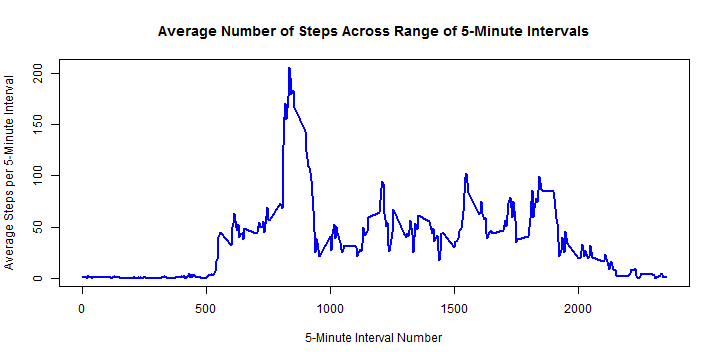 Average Number of Steps Across Range of 5-Minute Intervals
Average Steps per 5-Minute Interval
200
150
100
50
0
0 500 1000 1500 2000
5-Minute Interval Number